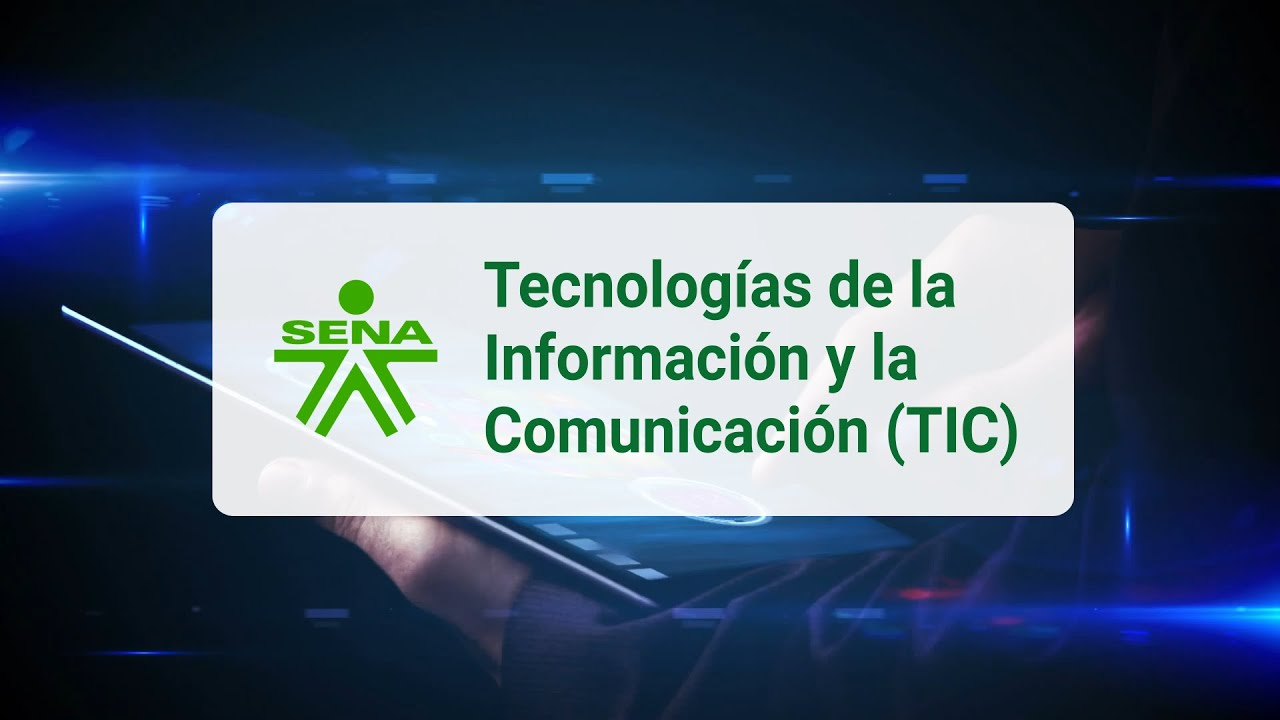 SENA
Tecnologías de la
Información y la
Comunicación (TIC)